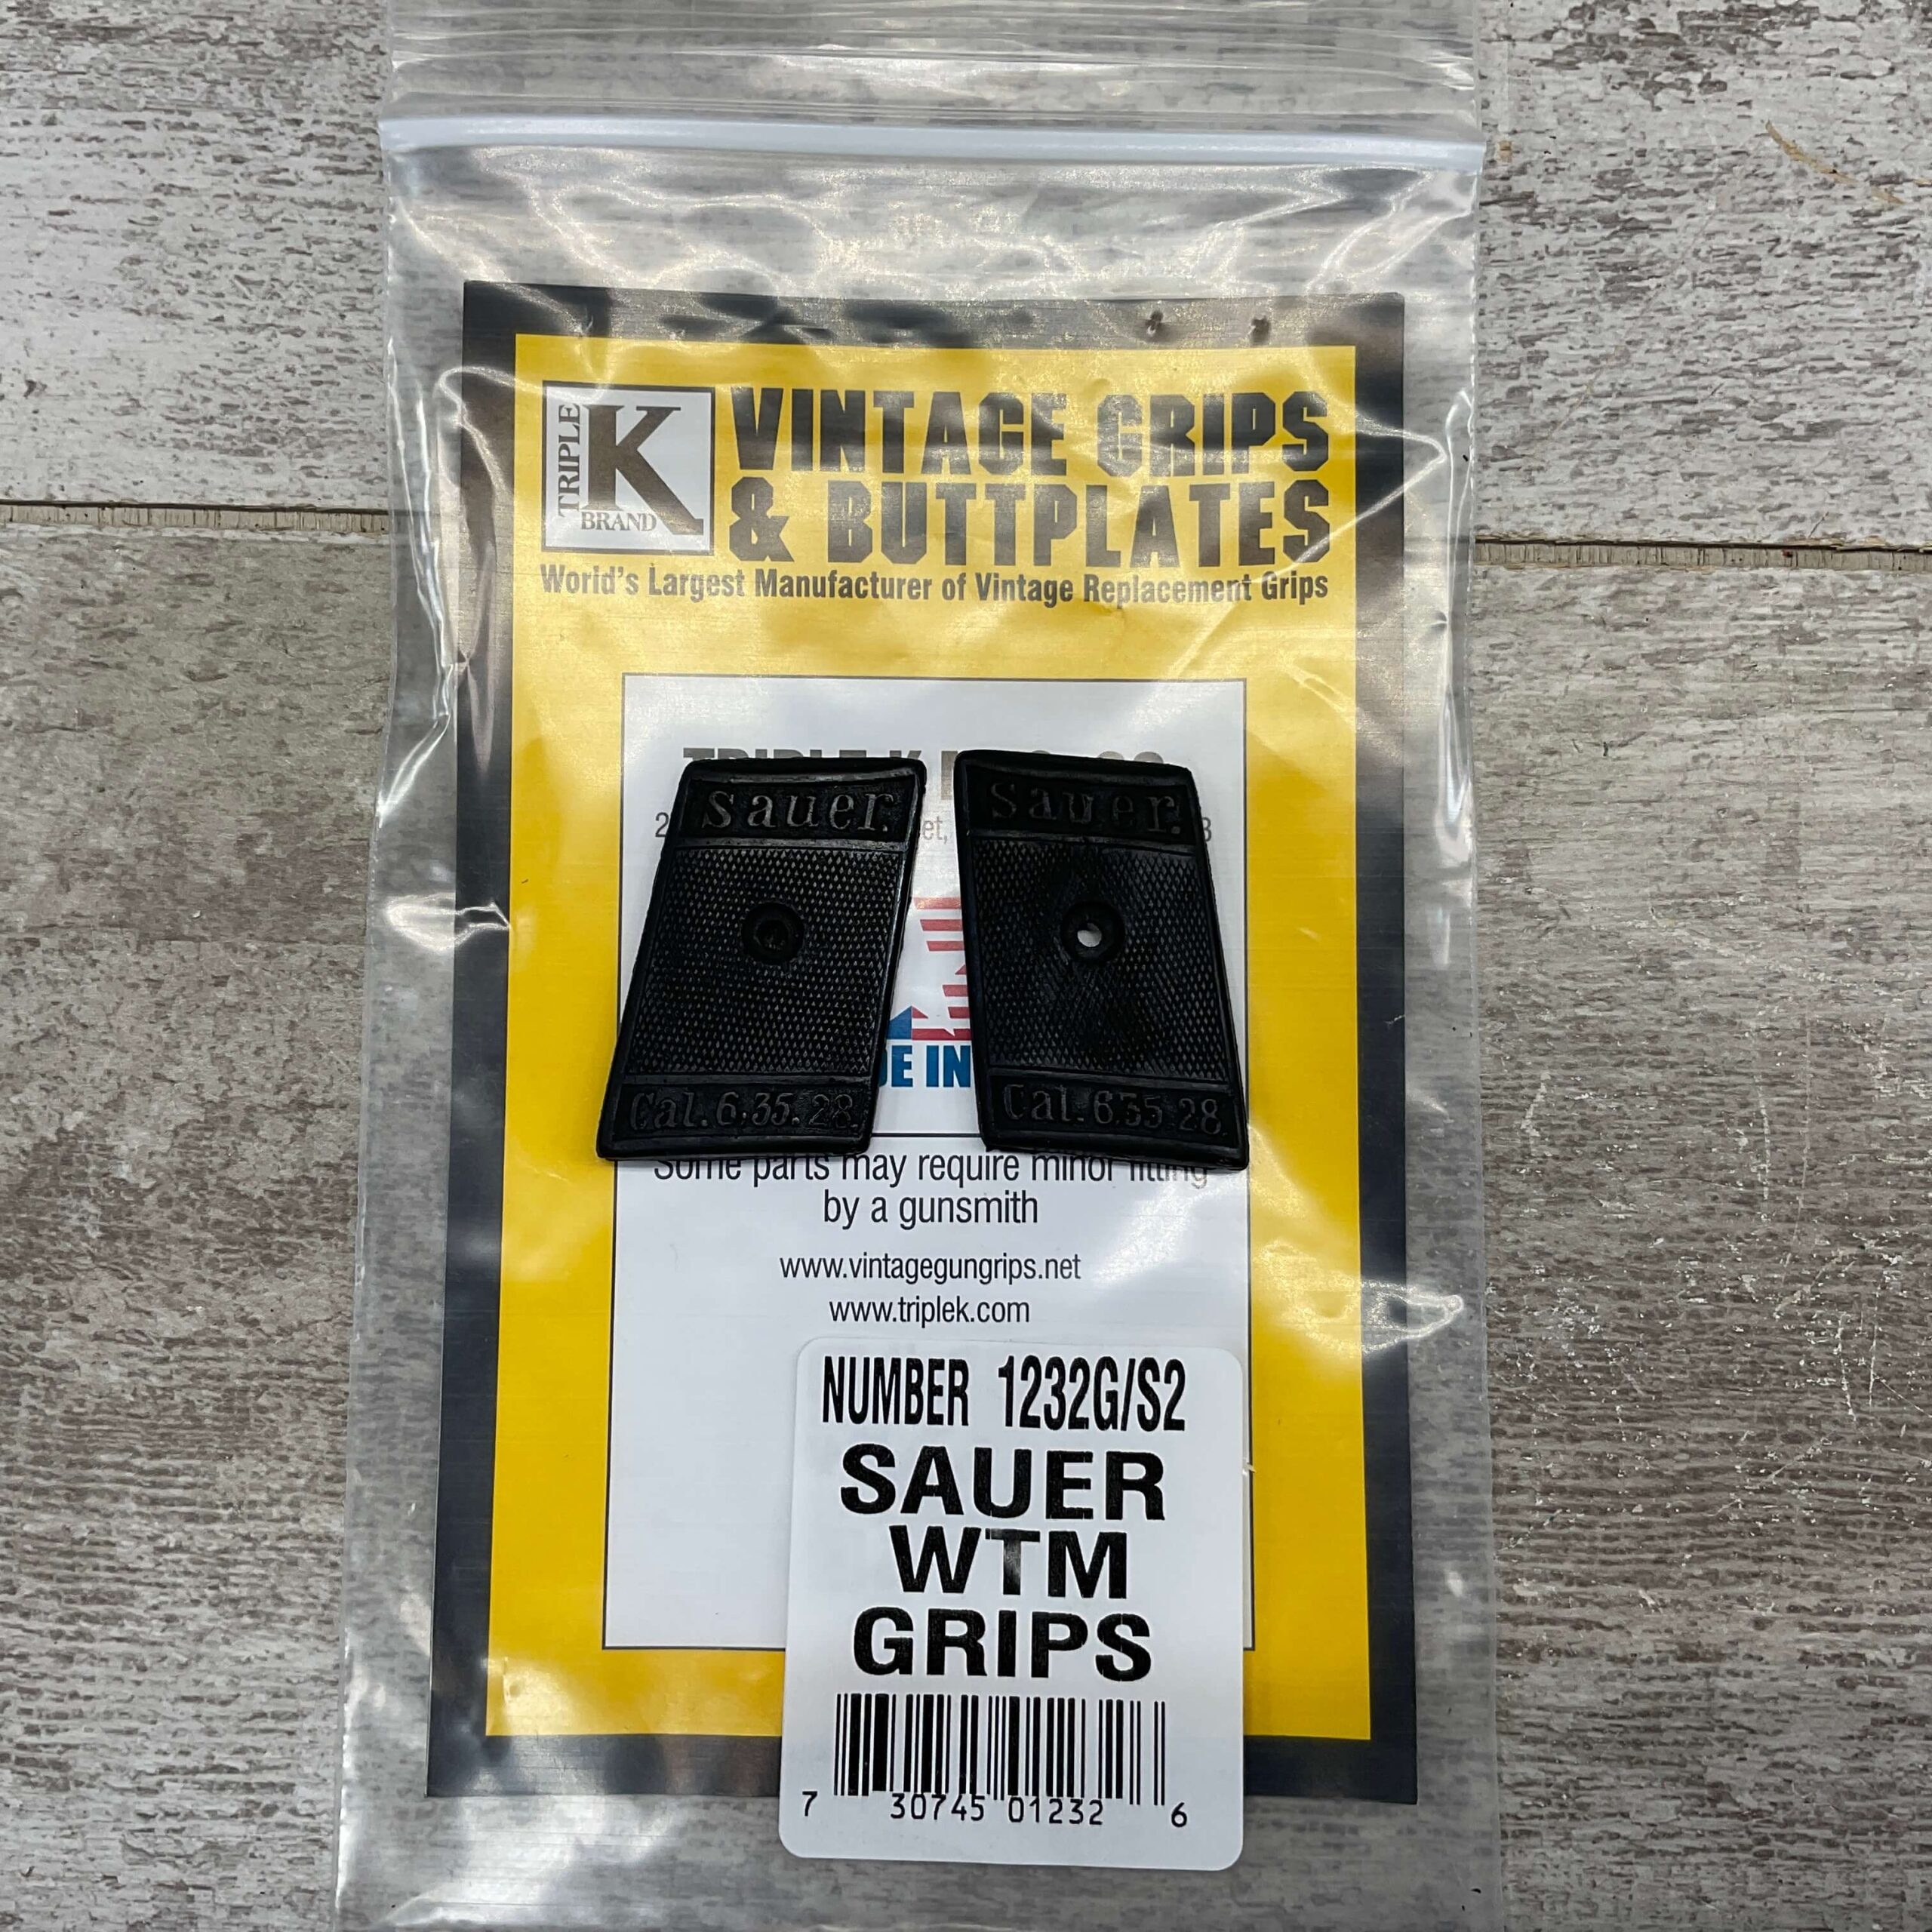 TRIPLE K BRAND
VINTAGE GRIPS
& BUTTPLATES
World's Largest Manufacturer of Vintage Replacement Grips
TRIPLE K
Sauer.
Sauer.
Cal. 6.35. 28.
Cal. 6.35 28
IN
Some parts may require minor fitting
by a gunsmith
www.vintagegungrips.net
www.triplek.com
NUMBER 1232G/S2
SAUER
WTM
GRIPS
7 30745 01232 6